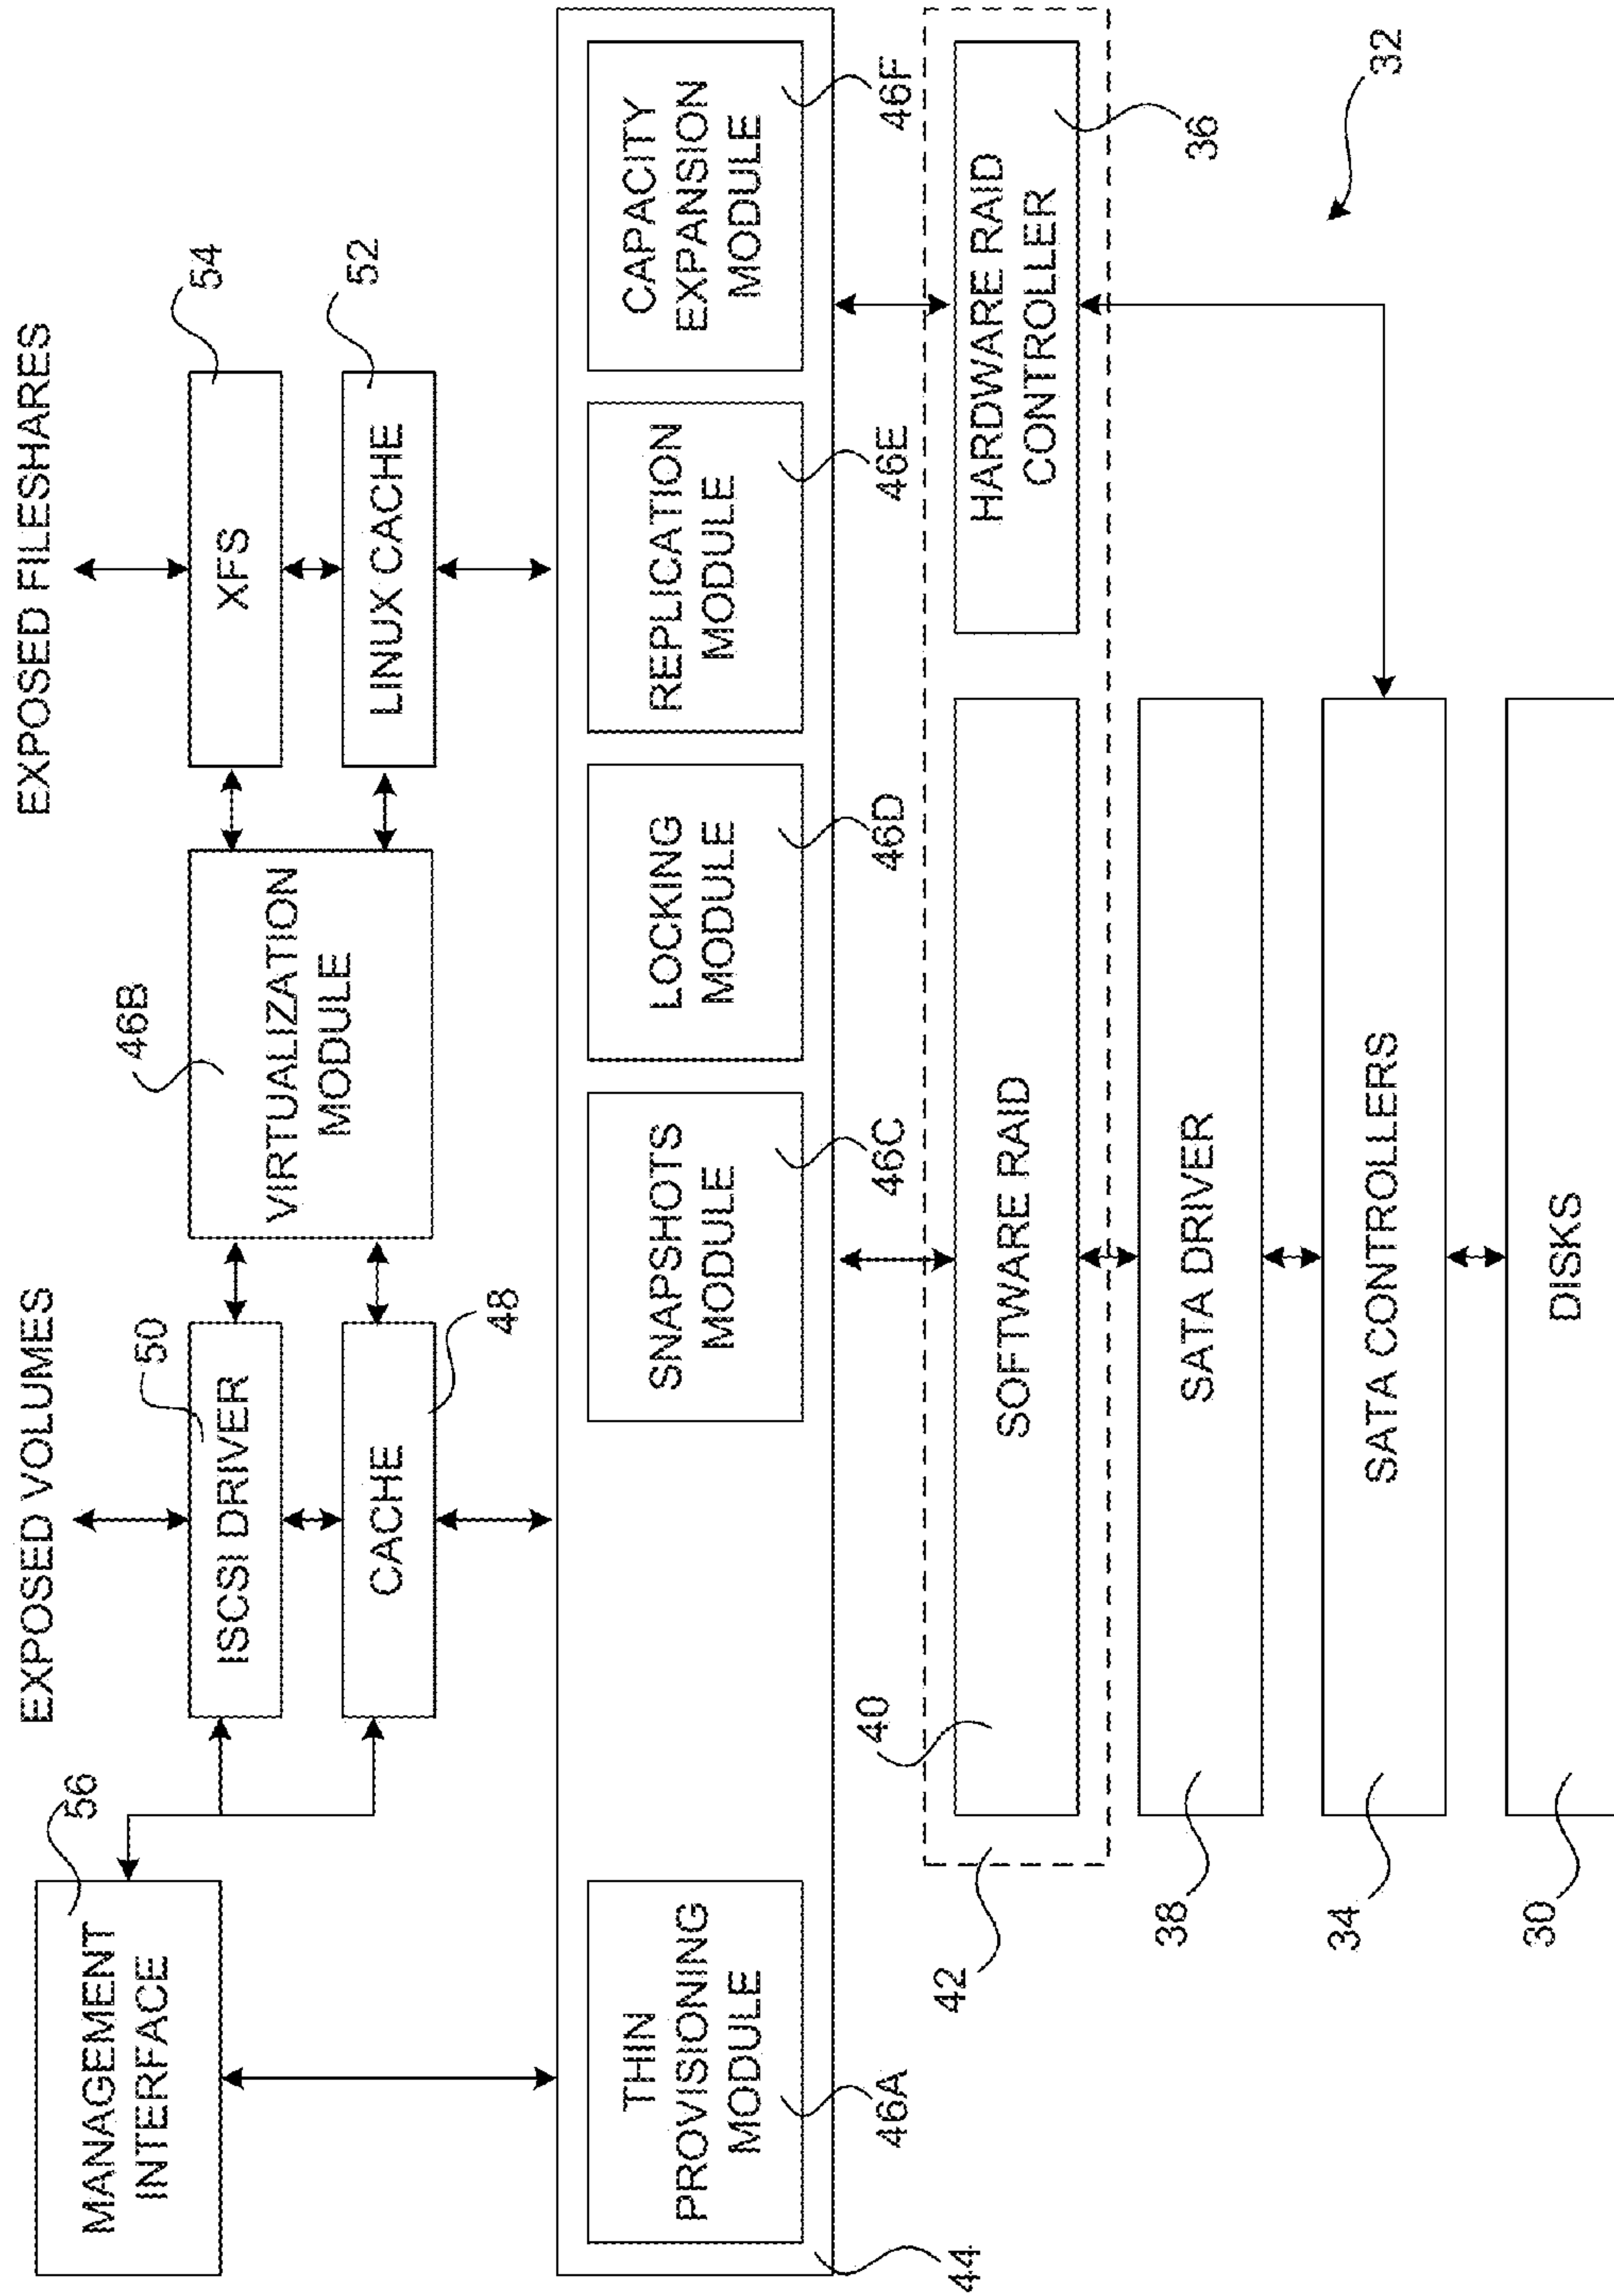 EXPOSED VOLUMES
EXPOSED FILESHARES
56
MANAGEMENT
INTERFACE
50
ISCSI DRIVER
CACHE
48
46B
VIRTUALIZATION
MODULE
54
XFS
52
LINUX CACHE
THIN
PROVISIONING
MODULE
46A
SNAPSHOTS
MODULE
46C
LOCKING
MODULE
46D
REPLICATION
MODULE
46E
CAPACITY
EXPANSION
MODULE
46F
44
40
SOFTWARE RAID
HARDWARE RAID
CONTROLLER
36
42
SATA DRIVER
38
SATA CONTROLLERS
34
32
DISKS
30